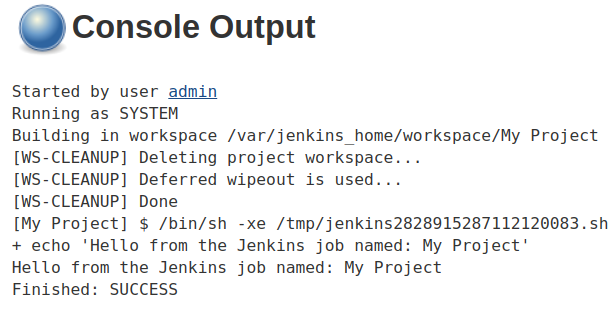 Console Output
Started by user admin
Running as SYSTEM
Building in workspace /var/jenkins_home/workspace/My Project
[WS-CLEANUP] Deleting project workspace...
[WS-CLEANUP] Deferred wipeout is used...
[WS-CLEANUP] Done
[My Project] $ /bin/sh -xe /tmp/jenkins2828915287112120083.sh
+ echo 'Hello from the Jenkins job named: My Project'
Hello from the Jenkins job named: My Project
Finished: SUCCESS